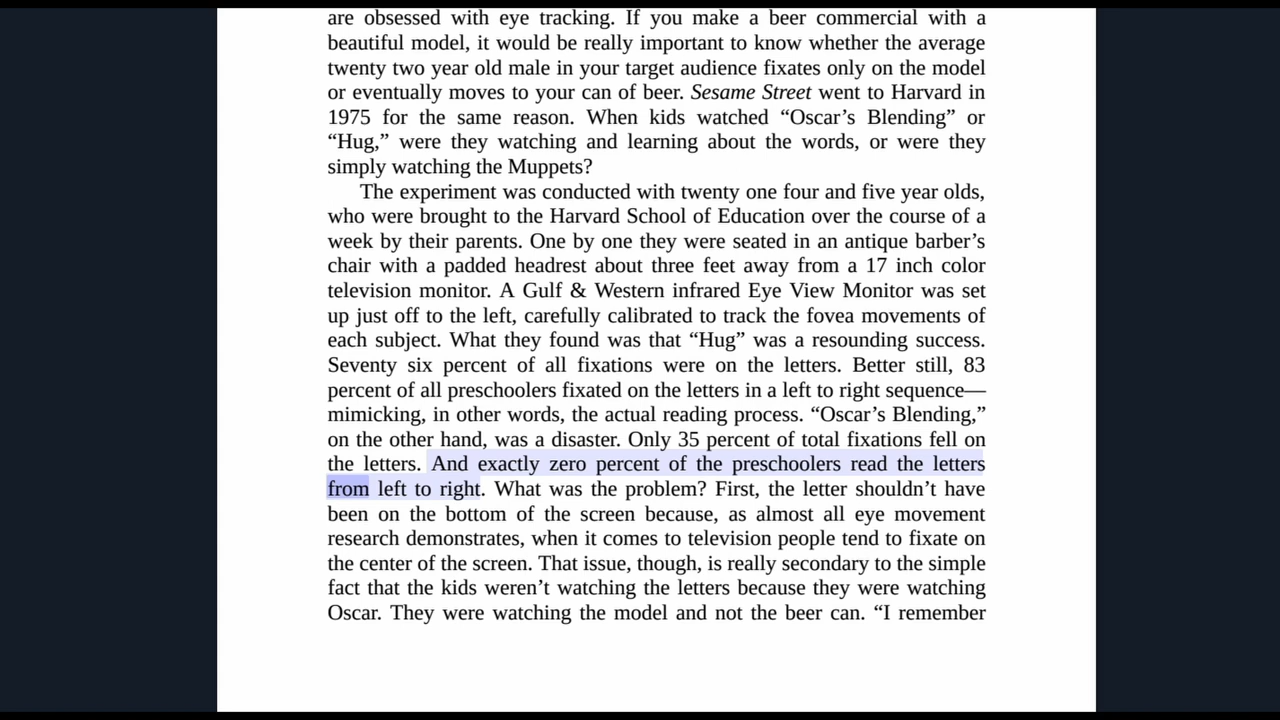 are obsessed with eye tracking. If you make a beer commercial with a
beautiful model, it would be really important to know whether the average
twenty two year old male in your target audience fixates only on the model
or eventually moves to your can of beer. Sesame Street went to Harvard in
1975 for the same reason. When kids watched “Oscar’s Blending” or
“Hug,” were they watching and learning about the words, or were they
simply watching the Muppets?
The experiment was conducted with twenty one four and five year olds,
who were brought to the Harvard School of Education over the course of a
week by their parents. One by one they were seated in an antique barber’s
chair with a padded headrest about three feet away from a 17 inch color
television monitor. A Gulf & Western infrared Eye View Monitor was set
up just off to the left, carefully calibrated to track the fovea movements of
each subject. What they found was that “Hug” was a resounding success.
Seventy six percent of all fixations were on the letters. Better still, 83
percent of all preschoolers fixated on the letters in a left to right sequence—
mimicking, in other words, the actual reading process. “Oscar’s Blending,”
on the other hand, was a disaster. Only 35 percent of total fixations fell on
the letters. And exactly zero percent of the preschoolers read the letters
from left to right. What was the problem? First, the letter shouldn’t have
been on the bottom of the screen because, as almost all eye movement
research demonstrates, when it comes to television people tend to fixate on
the center of the screen. That issue, though, is really secondary to the simple
fact that the kids weren’t watching the letters because they were watching
Oscar. They were watching the model and not the beer can. “I remember